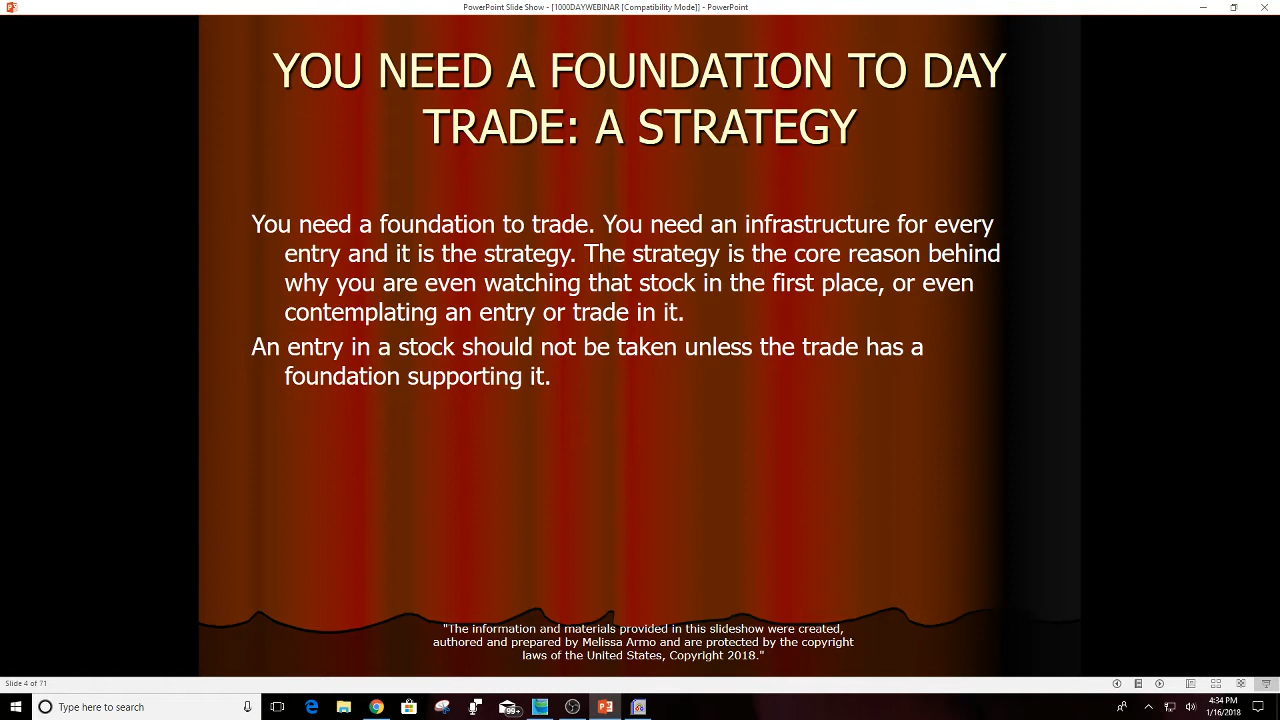 PowerPoint Slide Show - [1000DAYWEBINAR [Compatibility Mode]] - PowerPoint
YOU NEED A FOUNDATION TO DAY
TRADE: A STRATEGY
You need a foundation to trade. You need an infrastructure for every
entry and it is the strategy. The strategy is the core reason behind
why you are even watching that stock in the first place, or even
contemplating an entry or trade in it.
An entry in a stock should not be taken unless the trade has a
foundation supporting it.
"The information and materials provided in this slideshow were created,
authored and prepared by Melissa Armo and are protected by the copyright
laws of the United States, Copyright 2018."
Slide 4 of 71
Type here to search
99+
4:34 PM
1/16/2018